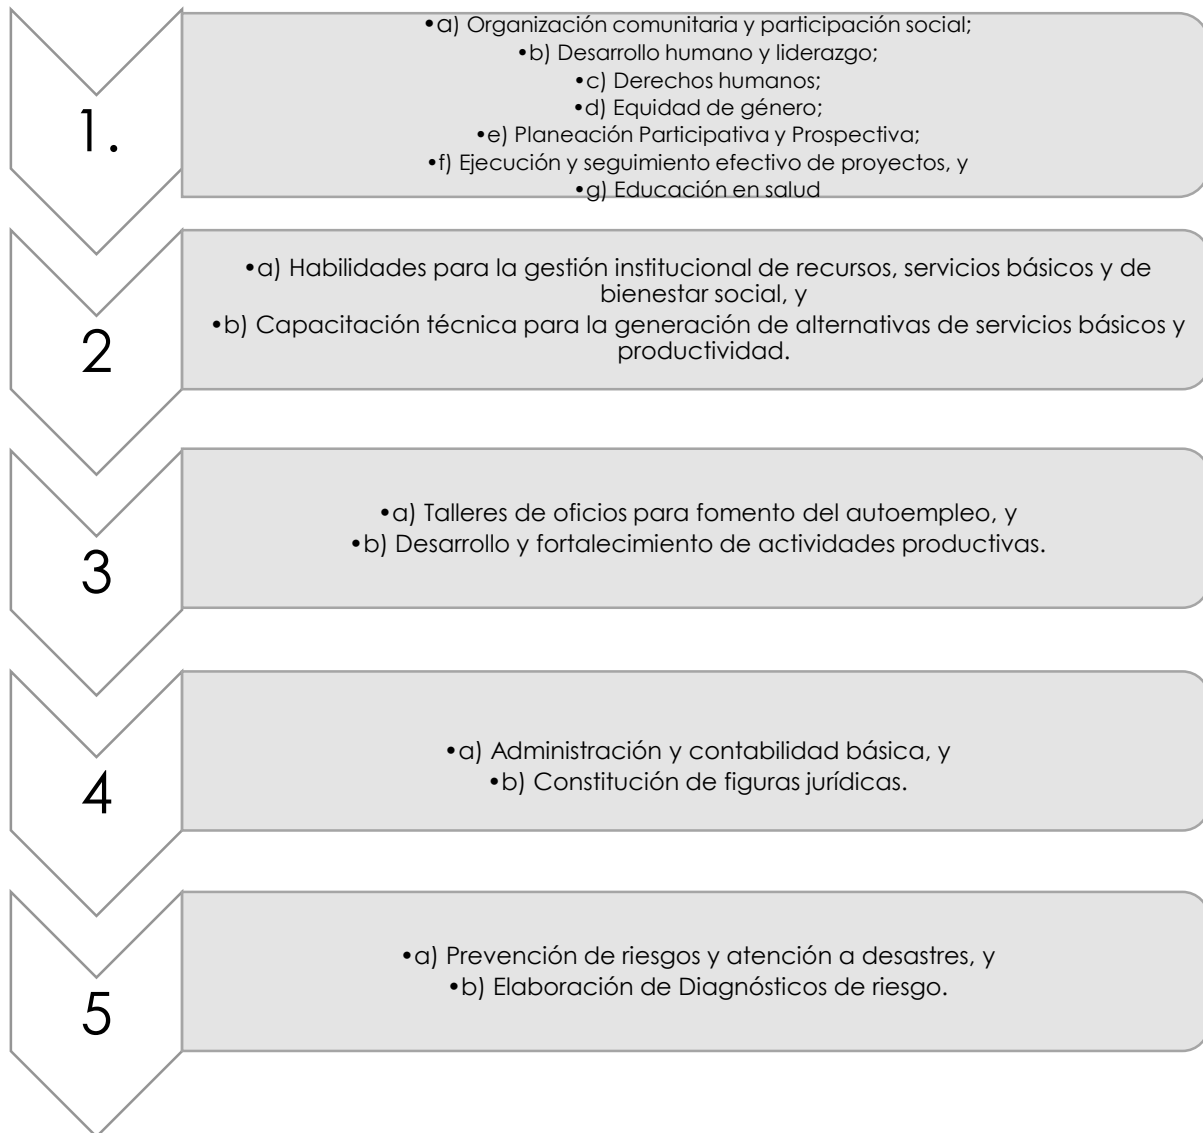 1.
•a) Organización comunitaria y participación social;
•b) Desarrollo humano y liderazgo;
•c) Derechos humanos;
•d) Equidad de género;
•e) Planeación Participativa y Prospectiva;
•f) Ejecución y seguimiento efectivo de proyectos, y
•g) Educación en salud
2
•a) Habilidades para la gestión institucional de recursos, servicios básicos y de
bienestar social, y
•b) Capacitación técnica para la generación de alternativas de servicios básicos y
productividad.
3
•a) Talleres de oficios para fomento del autoempleo, y
•b) Desarrollo y fortalecimiento de actividades productivas.
4
•a) Administración y contabilidad básica, y
•b) Constitución de figuras jurídicas.
5
•a) Prevención de riesgos y atención a desastres, y
•b) Elaboración de Diagnósticos de riesgo.